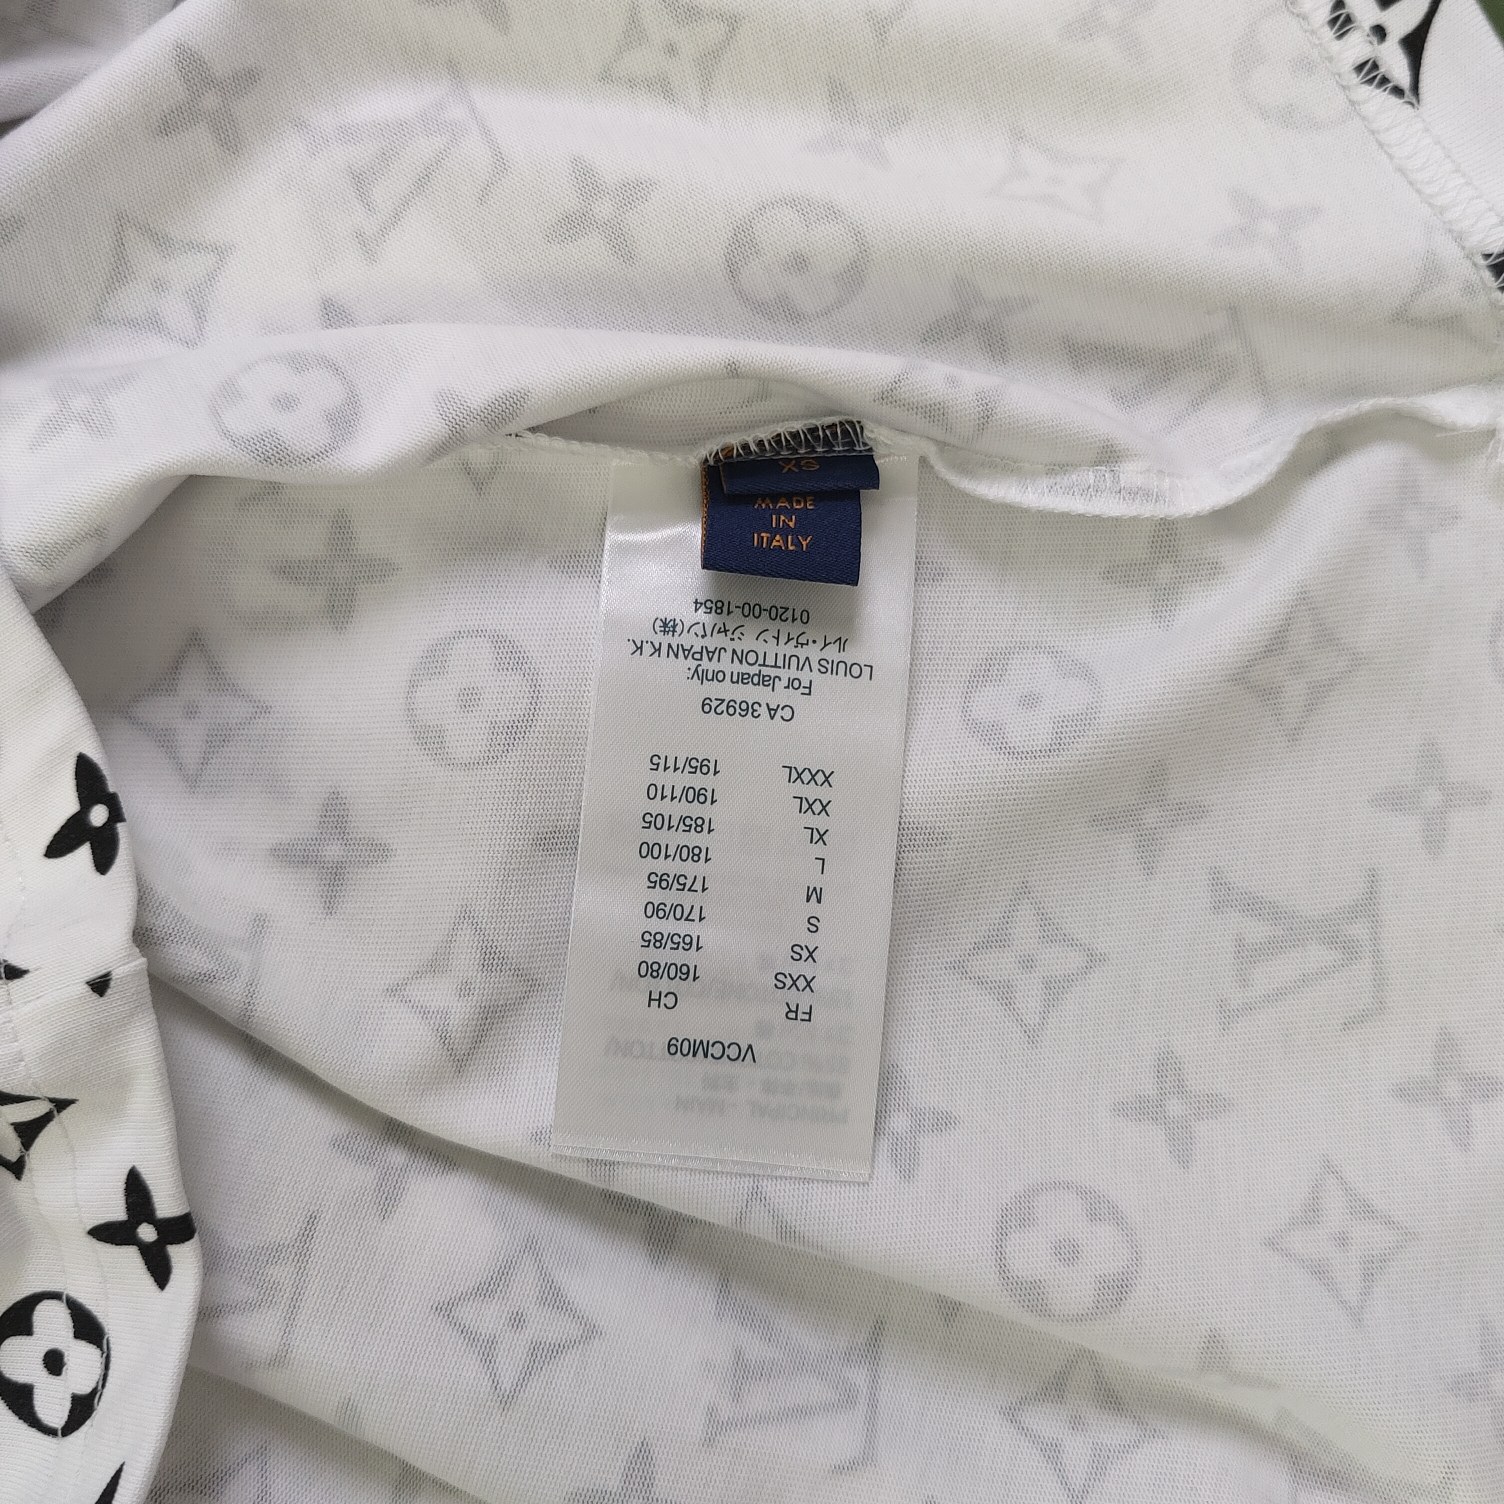 XS
MADE
IN
ITALY
VCCM09
FR CH
XXS 160/80
XS 165/85
S 170/90
M 175/95
L 180/100
XL 185/105
XXL 190/110
XXXL 195/115
CA 36929
For Japan only:
LOUIS VUITTON JAPAN K.K.
ルイ・ヴィトン ジャパン(株)
0120-00-1854